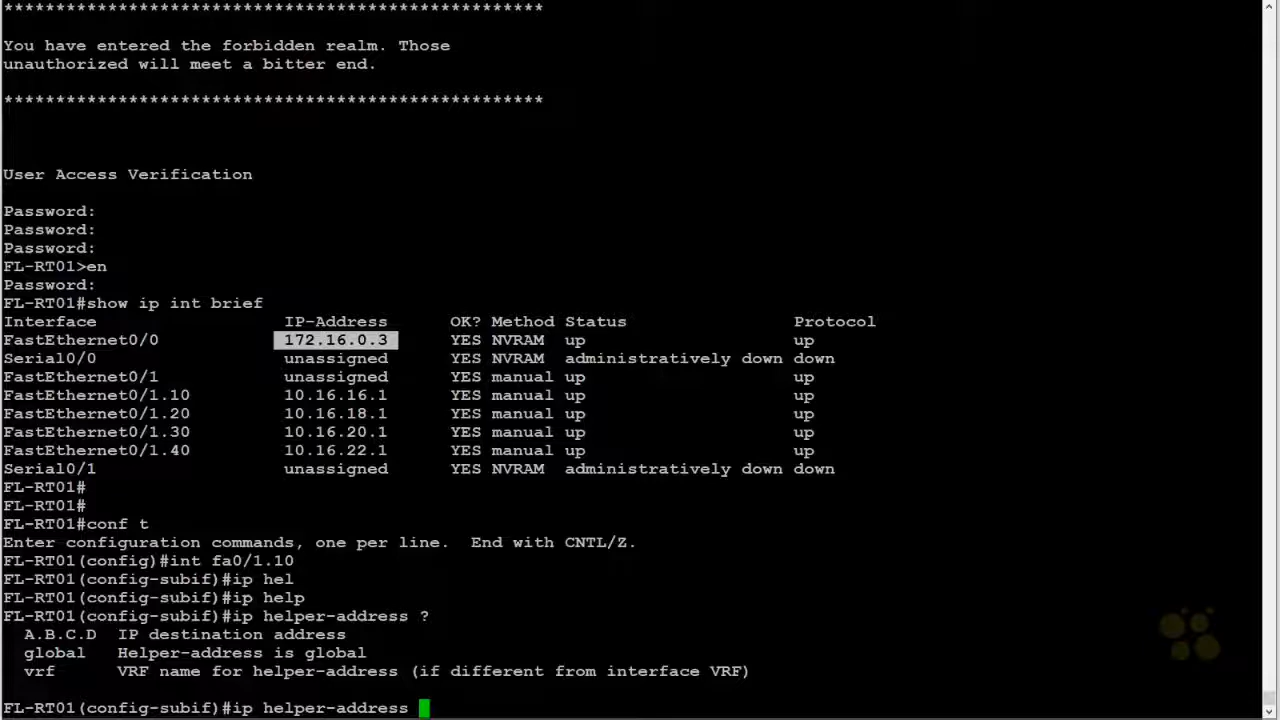 ****************************************************
You have entered the forbidden realm. Those
unauthorized will meet a bitter end.
****************************************************
User Access Verification
Password:
Password:
Password:
FL-RT01>en
Password:
FL-RT01#show ip int brief
Interface IP-Address OK? Method Status Protocol
FastEthernet0/0 172.16.0.3 YES NVRAM up up
Serial0/0 unassigned YES NVRAM administratively down down
FastEthernet0/1 unassigned YES manual up up
FastEthernet0/1.10 10.16.16.1 YES manual up up
FastEthernet0/1.20 10.16.18.1 YES manual up up
FastEthernet0/1.30 10.16.20.1 YES manual up up
FastEthernet0/1.40 10.16.22.1 YES manual up up
Serial0/1 unassigned YES NVRAM administratively down down
FL-RT01#
FL-RT01#
FL-RT01#conf t
Enter configuration commands, one per line. End with CNTL/Z.
FL-RT01(config)#int fa0/1.10
FL-RT01(config-subif)#ip hel
FL-RT01(config-subif)#ip help
FL-RT01(config-subif)#ip helper-address ?
A.B.C.D IP destination address
global Helper-address is global
vrf VRF name for helper-address (if different from interface VRF)
FL-RT01(config-subif)#ip helper-address